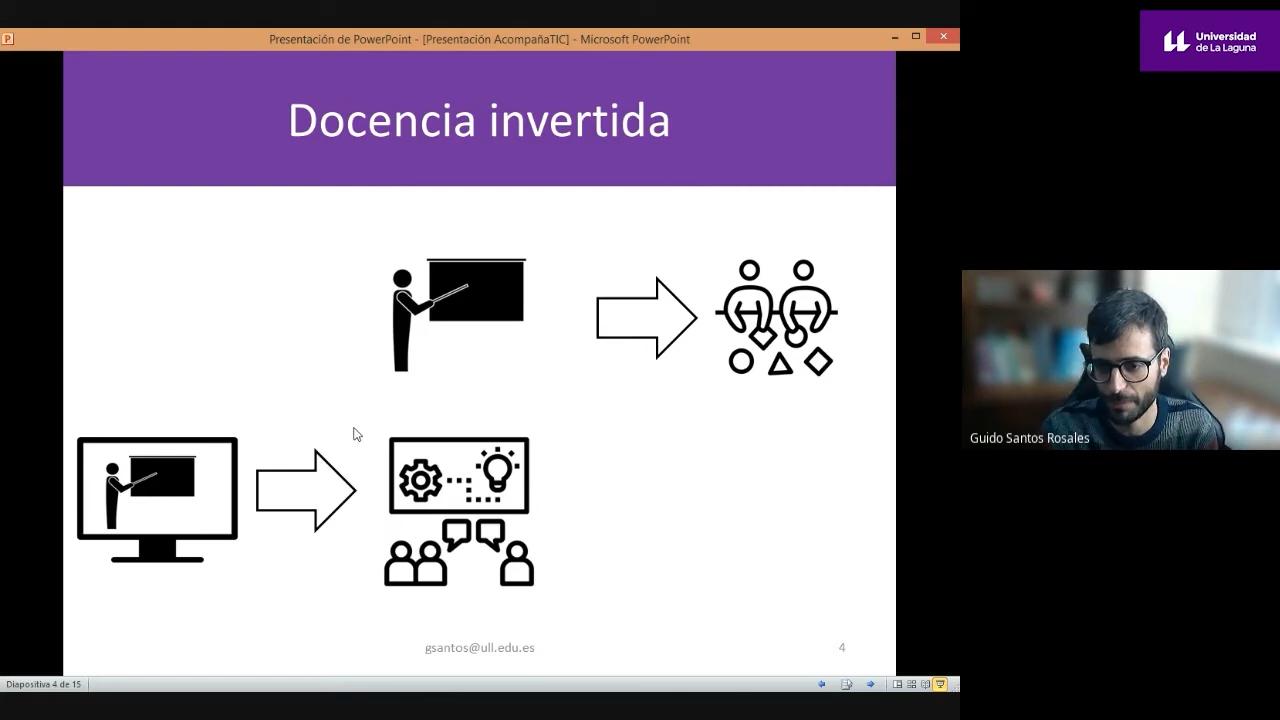 Presentación de PowerPoint - [Presentación AcompañaTIC] - Microsoft PowerPoint
Universidad
de La Laguna
Docencia invertida
Guido Santos Rosales
gsantos@ull.edu.es
4
Diapositiva 4 de 15